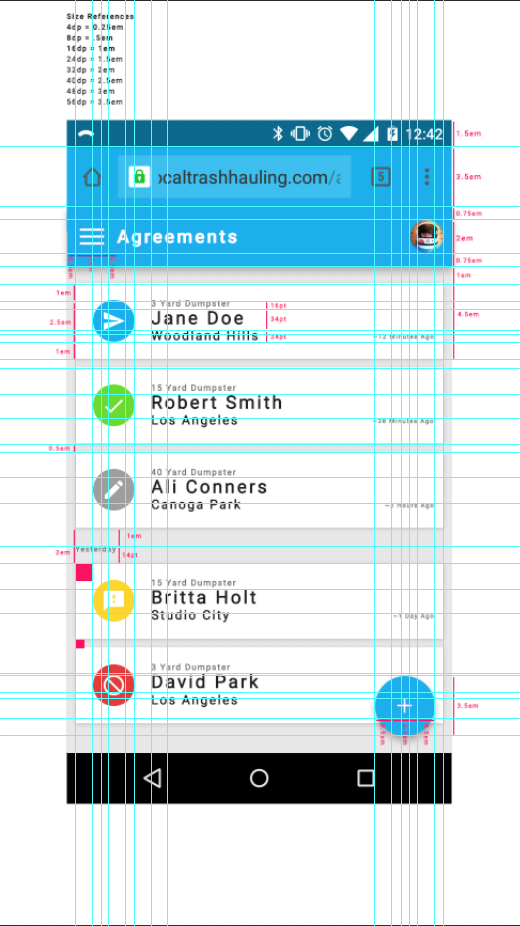 Size References
4dp = 0.25em
8dp = .5em
16dp = 1em
24dp = 1.5em
32dp = 2em
40dp = 2.5em
48dp = 3em
56dp = 3.5em
12:42
1.5em
ocaltrashhauling.com/a
5
3.5em
0.75em
Agreements
2em
0.75em
1em
1em
3 Yard Dumpster
16pt
4.5em
2.5em
Jane Doe
34pt
Woodland Hills
24pt
~12 Minutes Ago
1em
15 Yard Dumpster
Robert Smith
Los Angeles
~38 Minutes Ago
0.5em
40 Yard Dumpster
Ali Conners
Canoga Park
~2 Hours Ago
1em
2em
Yesterday
14pt
15 Yard Dumpster
Britta Holt
Studio City
~1 Day Ago
3 Yard Dumpster
David Park
Los Angeles
+
3.5em